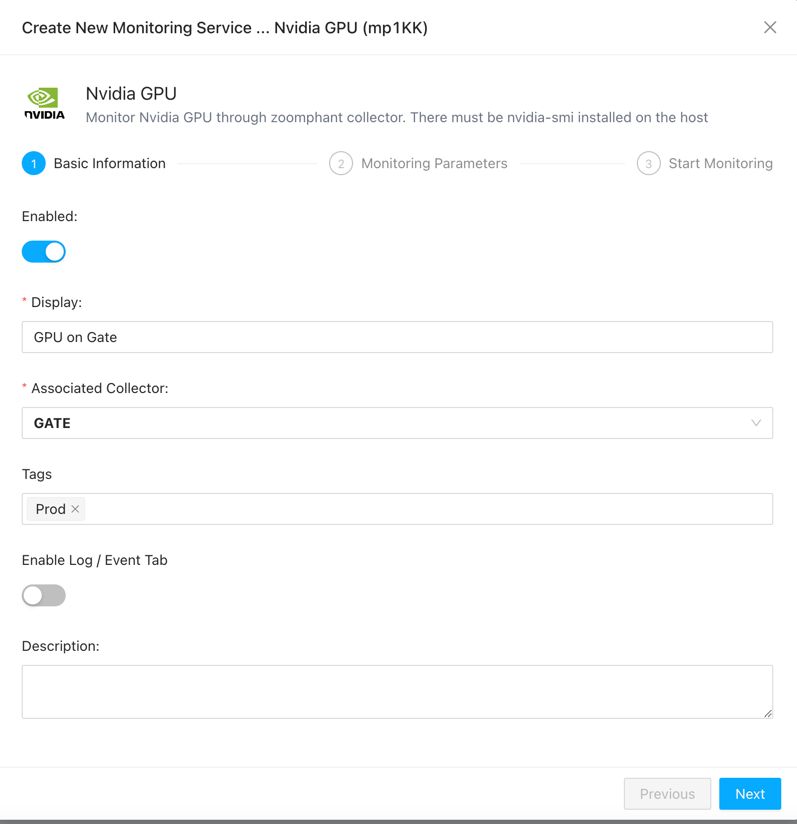 Create New Monitoring Service ... Nvidia GPU (mp1KK)
NVIDIA
Nvidia GPU
Monitor Nvidia GPU through zoomphant collector. There must be nvidia-smi installed on the host
1 Basic Information
2 Monitoring Parameters
3 Start Monitoring
Enabled:
* Display:
GPU on Gate
* Associated Collector:
GATE
Tags
Prod
Enable Log / Event Tab
Description:
Previous
Next